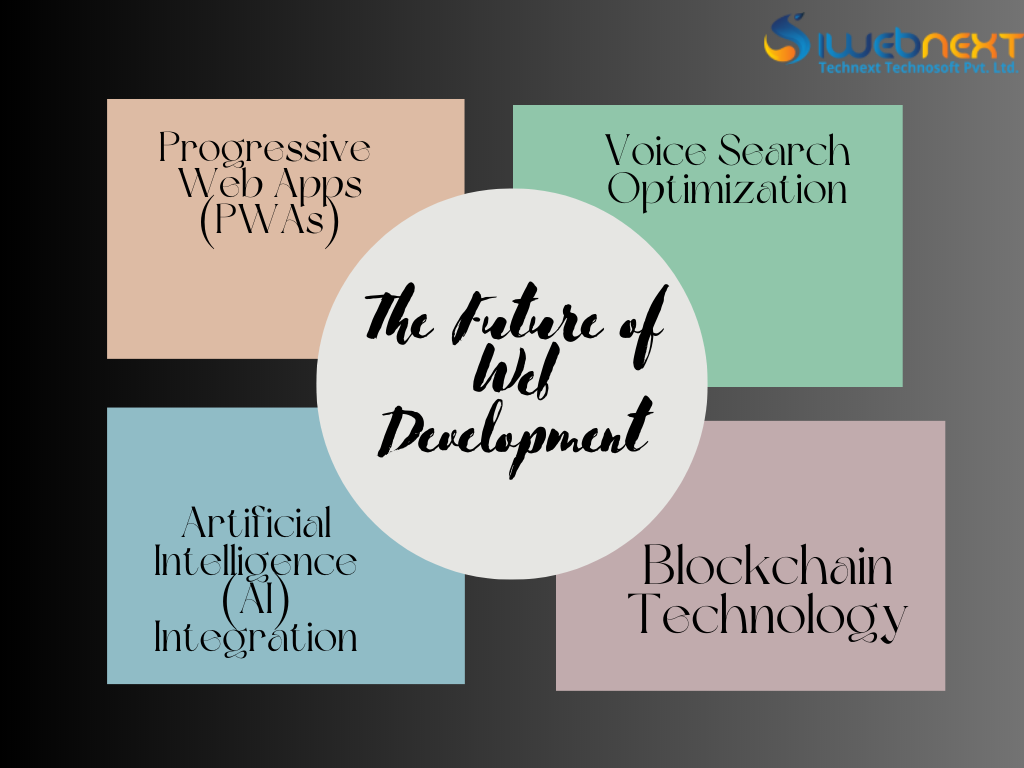 IWEBNEXT
Technext Technosoft Pvt. Ltd.
Progressive
Web Apps
(PWAs)
Voice Search
Optimization
The Future of
Web
Development
Artificial
Intelligence
(AI)
Integration
Blockchain
Technology